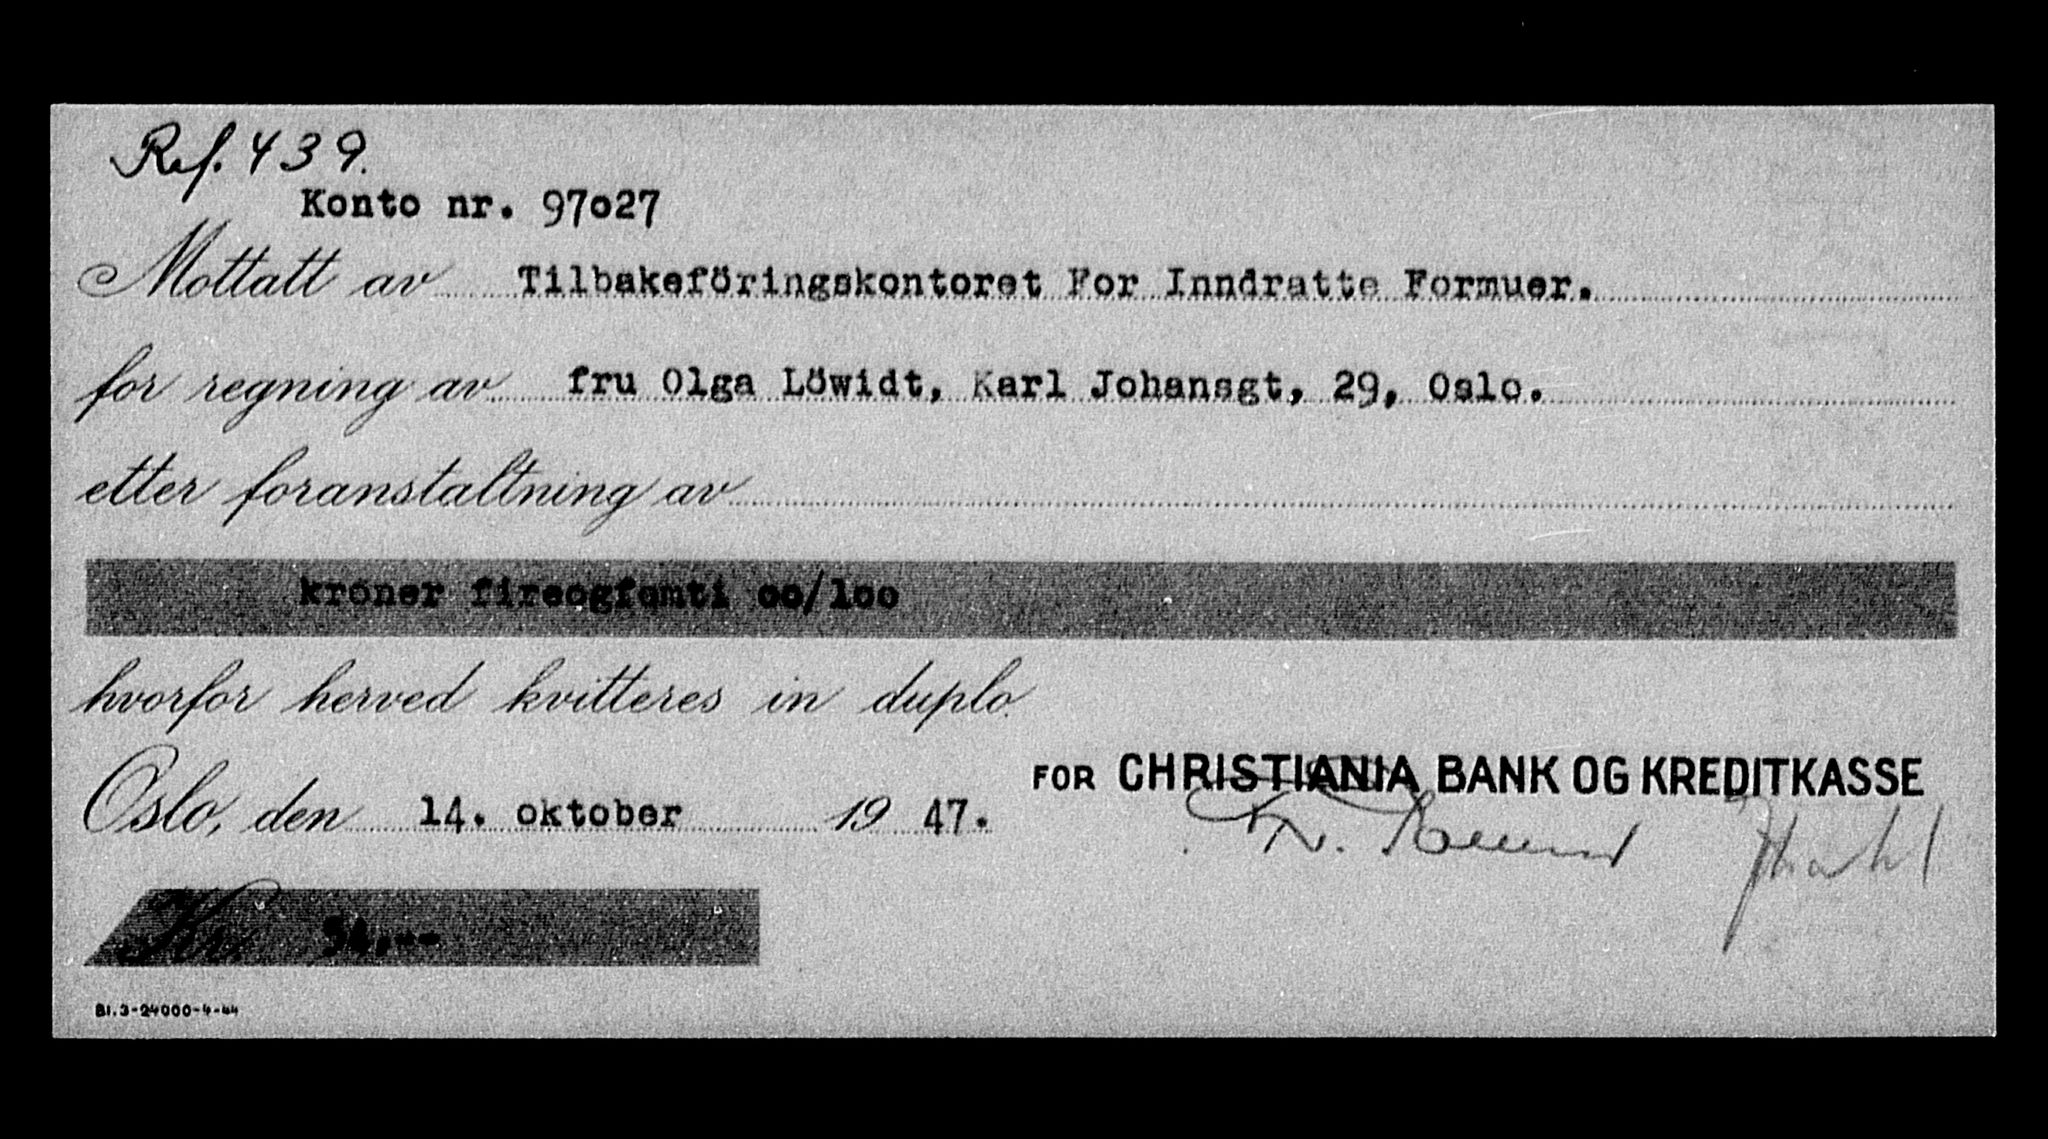 Ref. 439.
Konto nr. 97027
Mottatt av Tilbakeföringskontoret For Inndratte Formuer.
for regning av fru Olga Löwidt, Karl Johansgt, 29, Oslo.
etter foranstaltning av
kroner fireogfemti oo/loo
hvorfor herved kvitteres in duplo.
Oslo, den 14. oktober 1947.
FOR CHRISTIANIA BANK OG KREDITKASSE
Kr. 54.--
Bl.3-24000-4-44